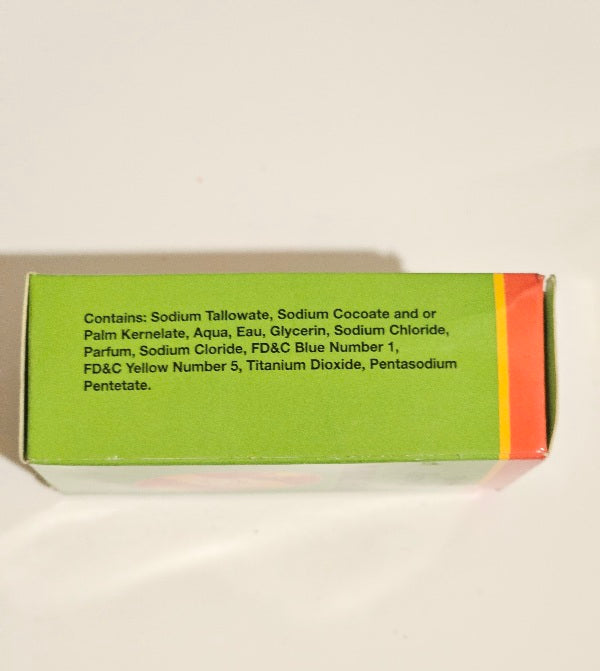 Contains: Sodium Tallowate, Sodium Cocoate and or
Palm Kernelate, Aqua, Eau, Glycerin, Sodium Chloride,
Parfum, Sodium Cloride, FD&C Blue Number 1,
FD&C Yellow Number 5, Titanium Dioxide, Pentasodium
Pentetate.